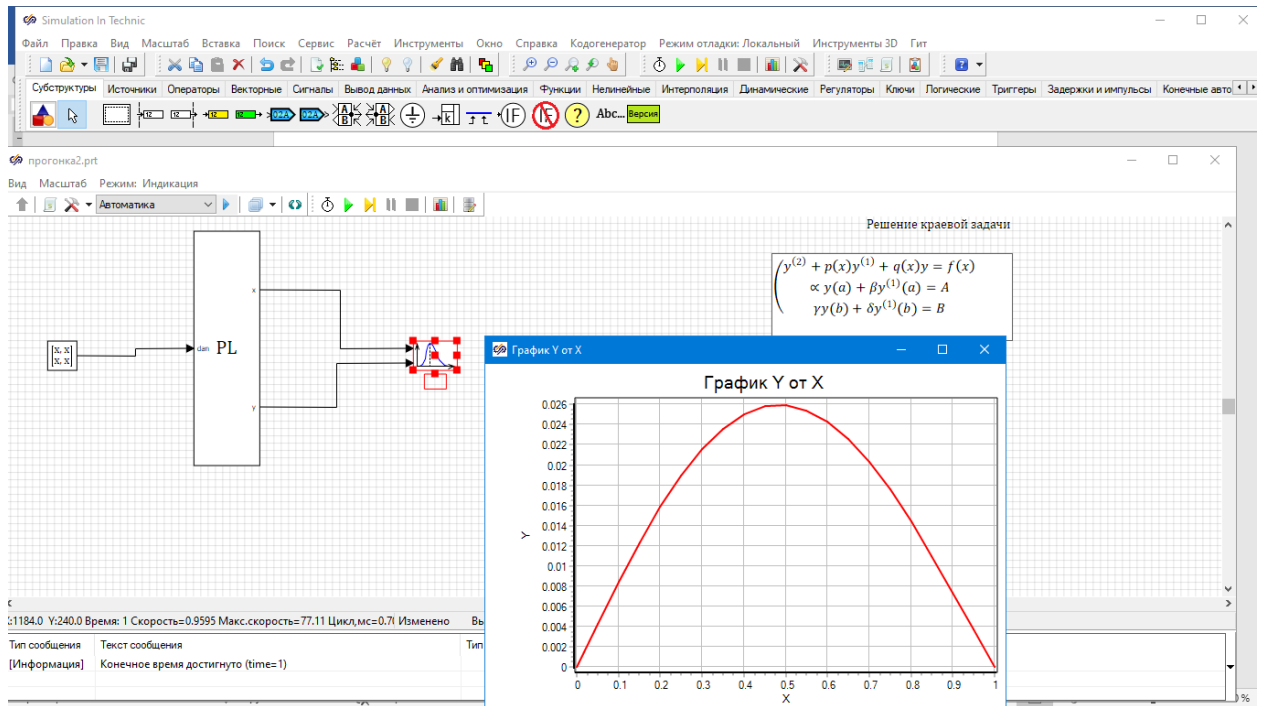 Simulation In Technic
Файл Правка Вид Масштаб Вставка Поиск Сервис Расчёт Инструменты Окно Справка Кодогенератор Режим отладки: Локальный Инструменты 3D Гит
Субструктуры Источники Операторы Векторные Сигналы Вывод данных Анализ и оптимизация Функции Нелинейные Интерполяция Динамические Регуляторы Ключи Логические Триггеры Задержки и импульсы Конечные авто
Abc... Версия
прогонка2.prt
Вид Масштаб Режим: Индикация
Автоматика
Решение краевой задачи
y^(2) + p(x)y^(1) + q(x)y = f(x)
∝ y(a) + βy^(1)(a) = A
γy(b) + δy^(1)(b) = B
x
[x, x]
[x, x]
dan PL
y
График Y от X
График Y от X
0.026
0.024
0.022
0.02
0.018
0.016
0.014
0.012
0.01
0.008
0.006
0.004
0.002
0
Y
0 0.1 0.2 0.3 0.4 0.5 0.6 0.7 0.8 0.9 1
X
:1184.0 Y:240.0 Время: 1 Скорость=0.9595 Макс.скорость=77.11 Цикл,мс=0.7 Изменено Вы
Тип сообщения Текст сообщения Тип
[Информация] Конечное время достигнуто (time=1)